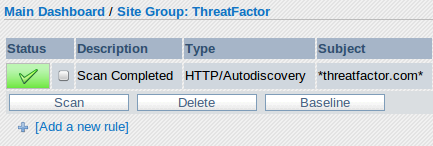 Main Dashboard / Site Group: ThreatFactor
Status Description Type Subject
Scan Completed HTTP/Autodiscovery *threatfactor.com*
Scan Delete Baseline
[Add a new rule]